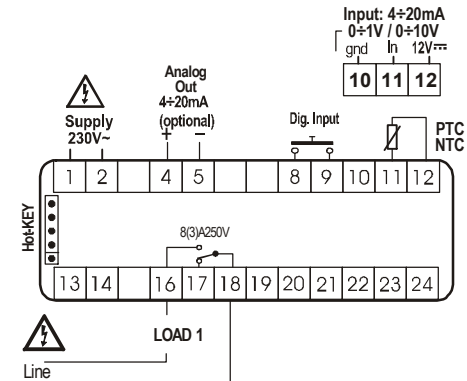 Input: 4÷20mA
0÷1V / 0÷10V
gnd In 12V
10 11 12
Analog
Out
4÷20mA
(optional)
+ −
Supply
230V~
Dig. Input
PTC
NTC
1 2 4 5 8 9 10 11 12
Hot-KEY
8(3)A250V
13 14 16 17 18 19 20 21 22 23 24
LOAD 1
Line